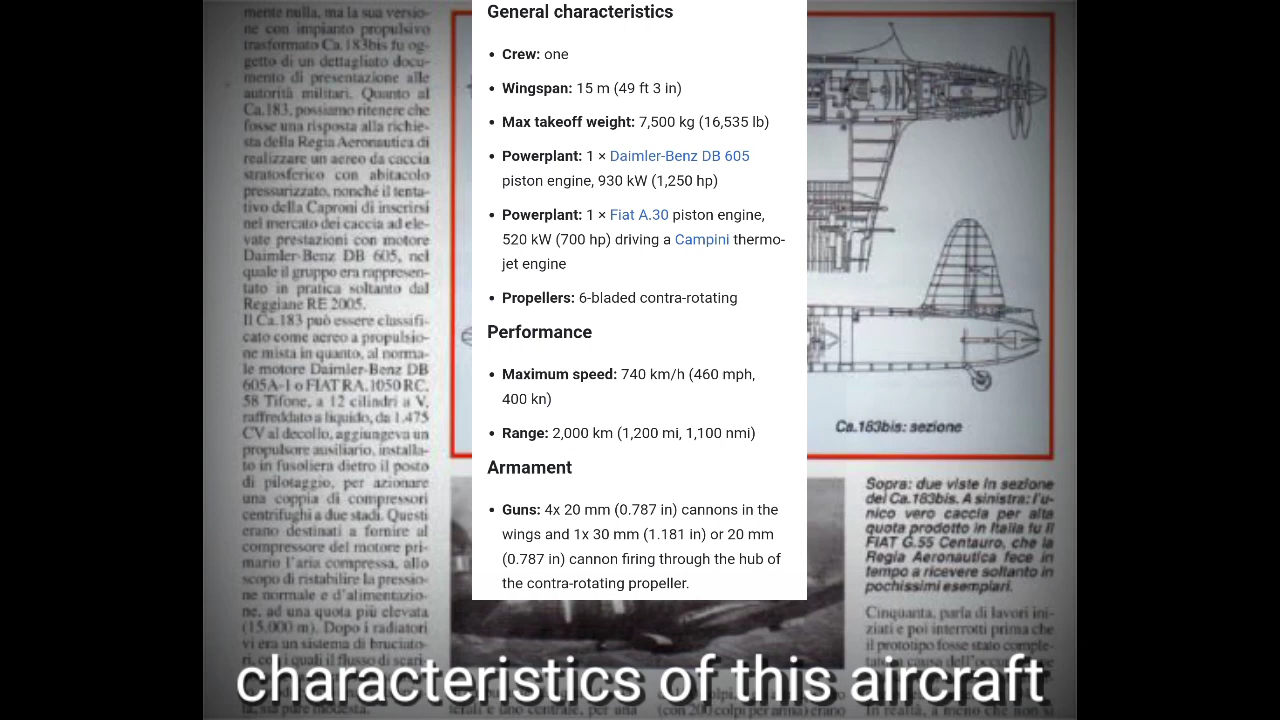 mente nulla, ma la sua versio-
ne con impianto propulsivo
trasformato Ca.183bis fu og-
getto di un dettagliato docu-
mento di presentazione alle
autorità militari. Quanto al
Ca.183, possiamo ritenere che
fosse una risposta alla richie-
sta della Regia Aeronautica di
realizzare un aereo da caccia
stratosferico con abitacolo
pressurizzato, nonché il tenta-
tivo della Caproni di inserirsi
nel mercato dei caccia ad ele-
vate prestazioni con motore
Daimler-Benz DB 605, nel
quale il gruppo era rappresen-
tato in pratica soltanto dal
Reggiane RE 2005.
Il Ca.183 può essere classifi-
cato come aereo a propulsio-
ne mista in quanto, al norma-
le motore Daimler-Benz DB
605A-1 o FIAT RA.1050 RC.
58 Tifone, a 12 cilindri a V,
raffreddato a liquido, da 1.475
CV al decollo, aggiungeva un
propulsore ausiliario, installa-
to in fusoliera dietro il posto
di pilotaggio, per azionare
una coppia di compressori
centrifughi a due stadi. Questi
erano destinati a fornire al
compressore del motore pri-
mario l'aria compressa, allo
scopo di ristabilire la pressio-
ne normale e d'alimentazio-
ne, ad una quota più elevata
(15.000 m). Dopo i radiatori
vi era un sistema di bruciato-
ri, con i quali il flusso di scari-
General characteristics
• Crew: one
• Wingspan: 15 m (49 ft 3 in)
• Max takeoff weight: 7,500 kg (16,535 lb)
• Powerplant: 1 × Daimler-Benz DB 605
piston engine, 930 kW (1,250 hp)
• Powerplant: 1 × Fiat A.30 piston engine,
520 kW (700 hp) driving a Campini thermo-
jet engine
• Propellers: 6-bladed contra-rotating
Performance
• Maximum speed: 740 km/h (460 mph,
400 kn)
• Range: 2,000 km (1,200 mi, 1,100 nmi)
Armament
• Guns: 4x 20 mm (0.787 in) cannons in the
wings and 1x 30 mm (1.181 in) or 20 mm
(0.787 in) cannon firing through the hub of
the contra-rotating propeller.
Ca.183bis: sezione
Sopra: due viste in sezione
del Ca.183bis. A sinistra: l'u-
nico vero caccia per alta
quota prodotto in Italia fu il
FIAT G.55 Centauro, che la
Regia Aeronautica fece in
tempo a ricevere soltanto in
pochissimi esemplari.
Cinquanta, parla di lavori ini-
ziati e poi interrotti prima che
il prototipo fosse stato comple-
characteristics of this aircraft